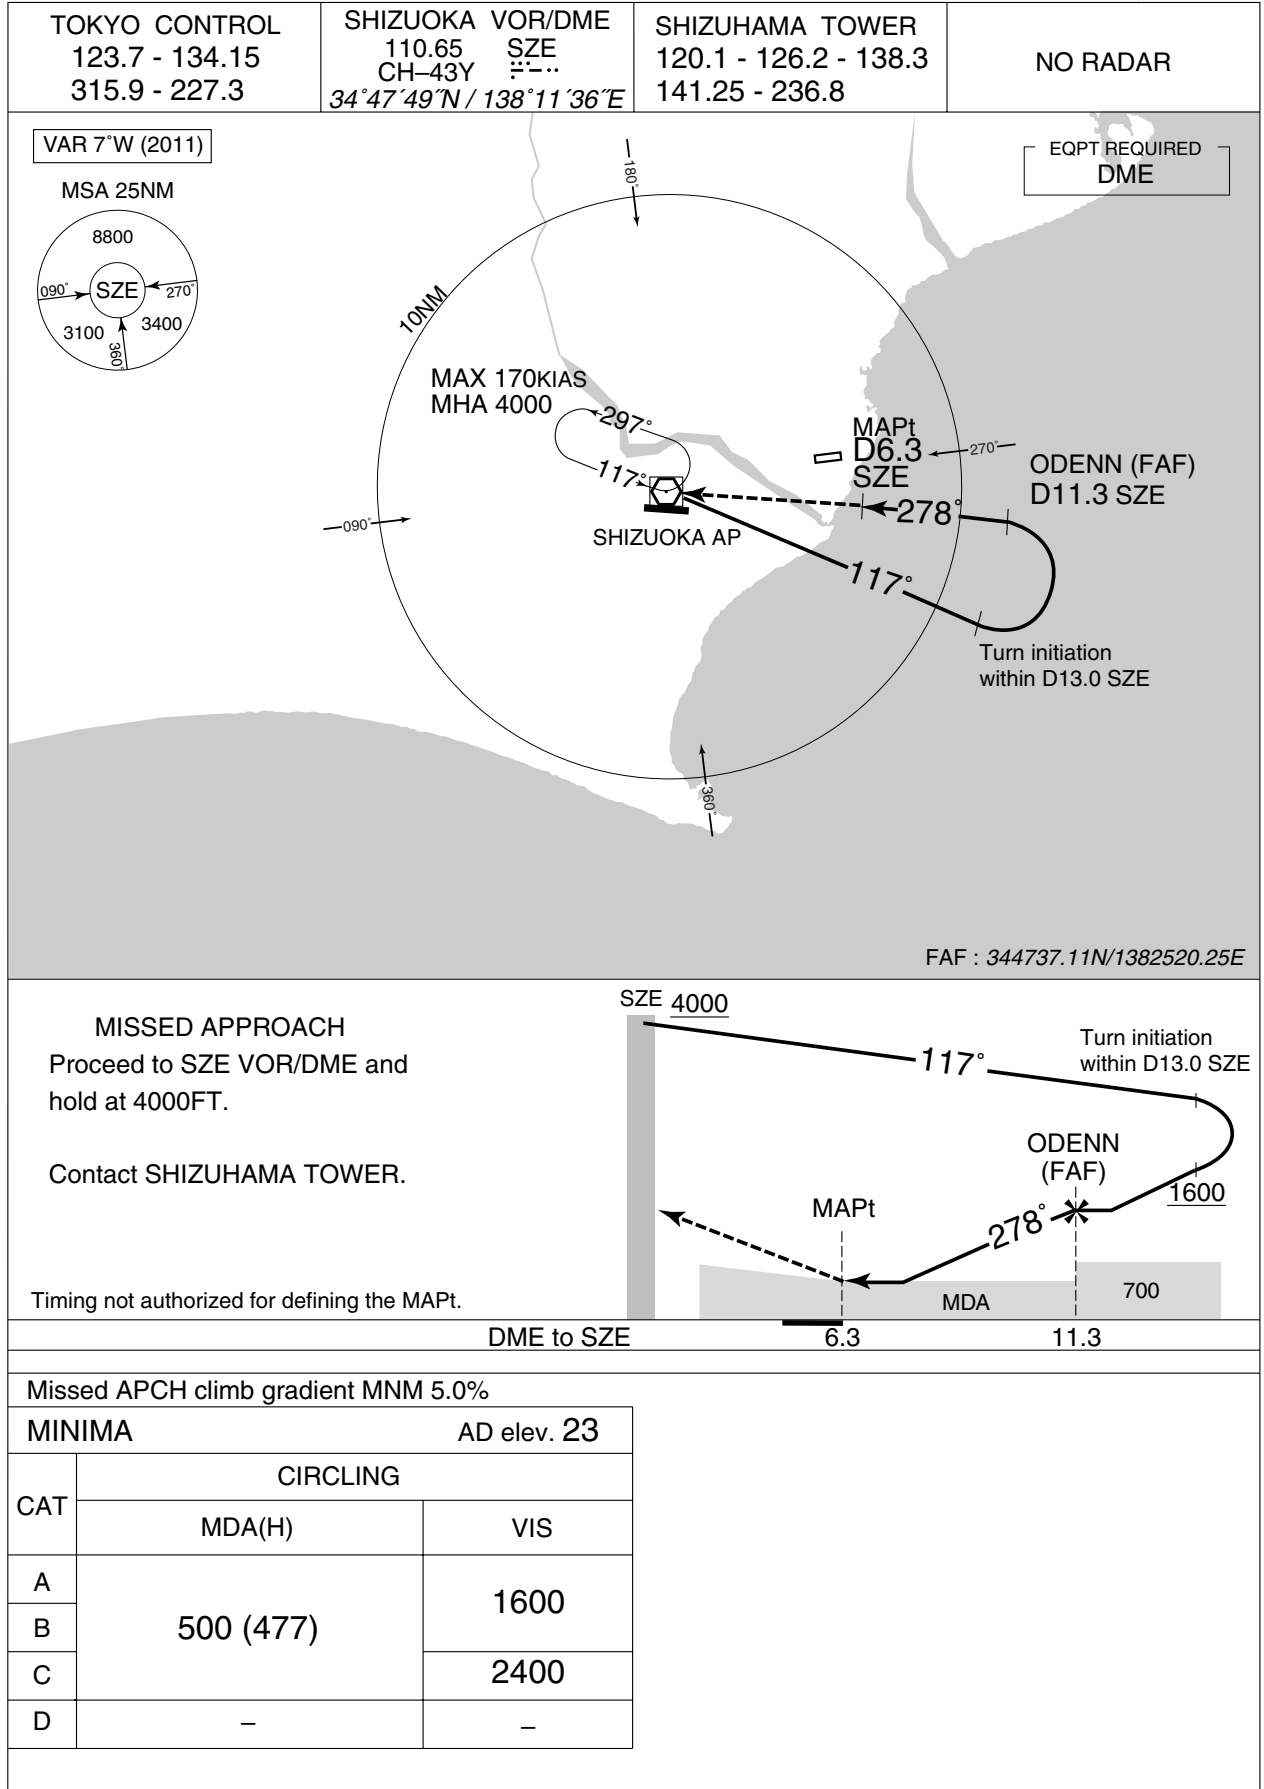 TOKYO CONTROL
123.7 - 134.15
315.9 - 227.3
SHIZUOKA VOR/DME
110.65 SZE
CH–43Y
34˚47´49˝N / 138˚11´36˝E
SHIZUHAMA TOWER
120.1 - 126.2 - 138.3
141.25 - 236.8
NO RADAR
VAR 7˚W (2011)
EQPT REQUIRED
DME
MSA 25NM
8800
090˚
SZE
270˚
3100
3400
360˚
180˚
10NM
MAX 170KIAS
MHA 4000
297˚
117˚
MAPt
D6.3
SZE
270˚
ODENN (FAF)
D11.3 SZE
278˚
090˚
SHIZUOKA AP
117˚
Turn initiation
within D13.0 SZE
360˚
FAF : 344737.11N/1382520.25E
MISSED APPROACH
Proceed to SZE VOR/DME and
hold at 4000FT.
Contact SHIZUHAMA TOWER.
Timing not authorized for defining the MAPt.
SZE 4000
117˚
Turn initiation
within D13.0 SZE
ODENN
(FAF)
1600
MAPt
278˚
MDA
700
DME to SZE 6.3 11.3
Missed APCH climb gradient MNM 5.0%
MINIMA AD elev. 23
CAT
CIRCLING
MDA(H) VIS
A
B
C
D
500 (477)
1600
2400
– –